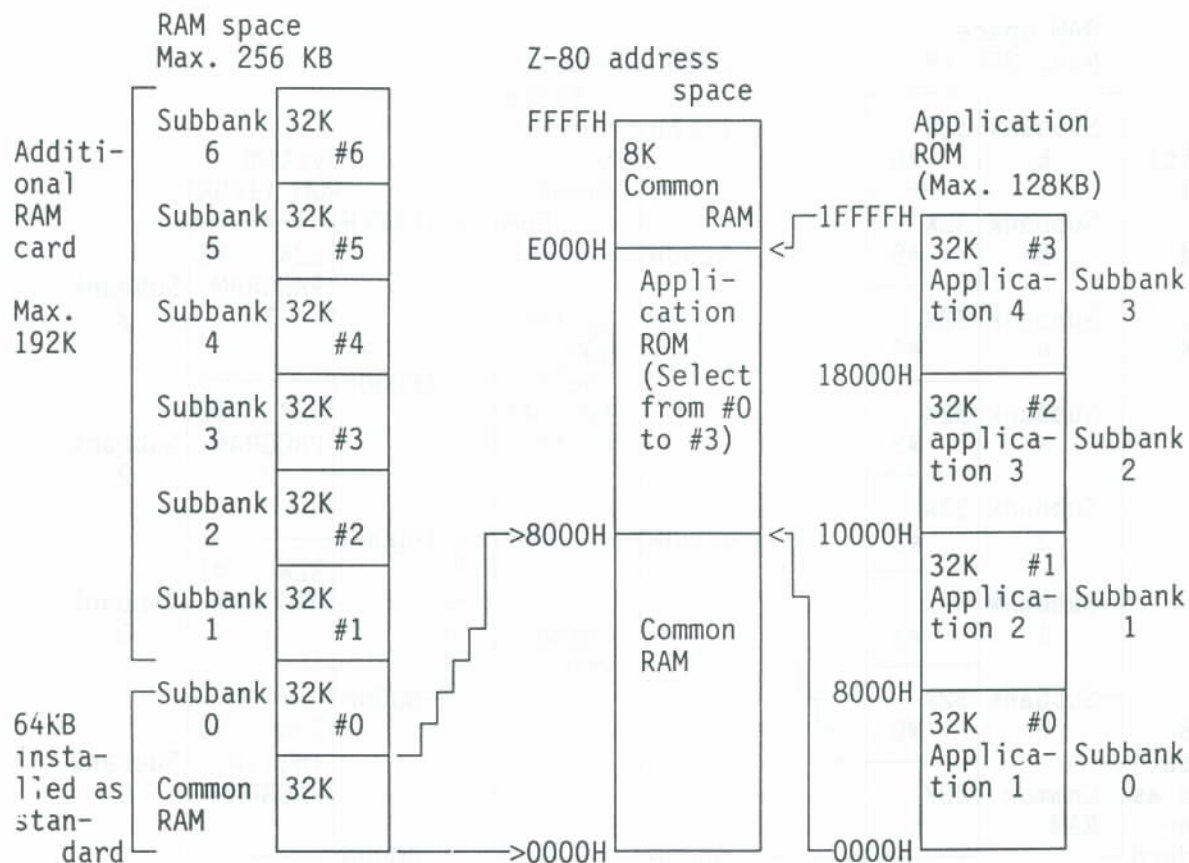 RAM space
Max. 256 KB
Additi-
onal
RAM
card
Max.
192K
64KB
insta-
lled as
stan-
dard
Subbank 32K
6 #6
Subbank 32K
5 #5
Subbank 32K
4 #4
Subbank 32K
3 #3
Subbank 32K
2 #2
Subbank 32K
1 #1
Subbank 32K
0 #0
Common 32K
RAM
Z-80 address
space
FFFFH
8K
Common
RAM
E000H
Appli-
cation
ROM
(Select
from #0
to #3)
>8000H
Common
RAM
>0000H
Application
ROM
(Max. 128KB)
1FFFFH
32K #3
Applica-
tion 4
Subbank
3
18000H
32K #2
applica-
tion 3
Subbank
2
10000H
32K #1
Applica-
tion 2
Subbank
1
8000H
32K #0
Applica-
tion 1
Subbank
0
0000H